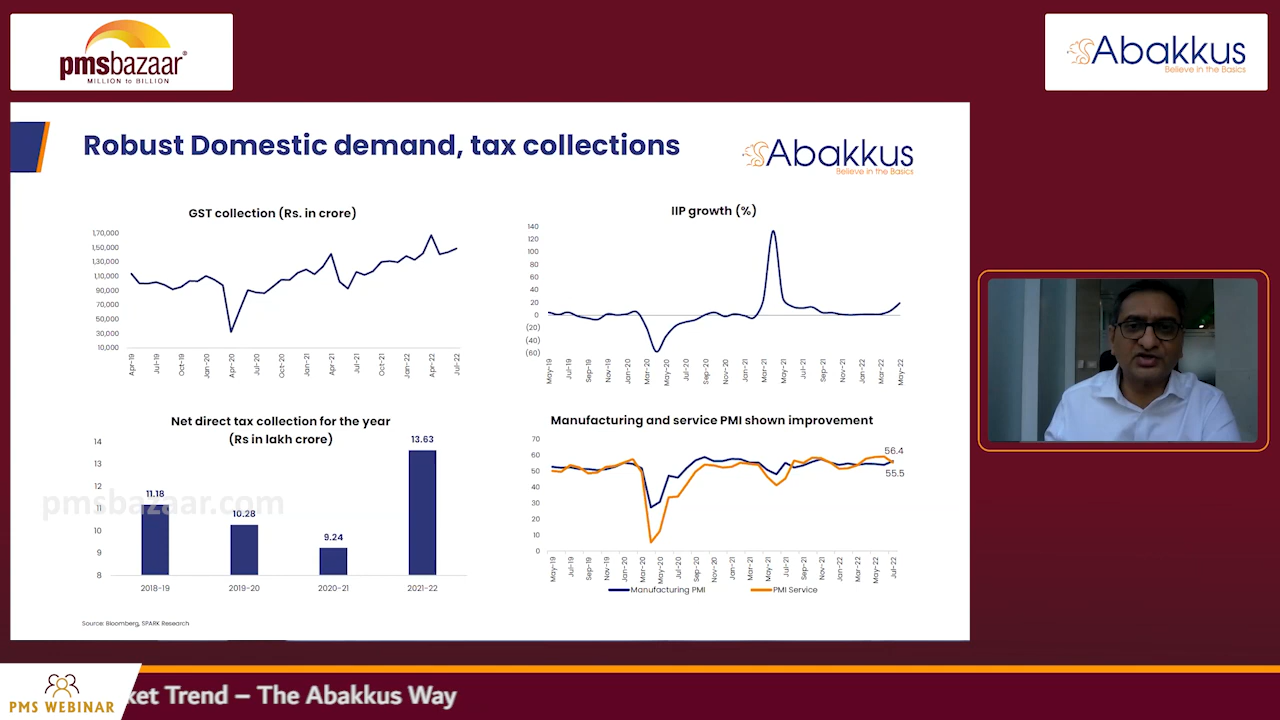 pmsbazaar®
MILLION to BILLION
Abakkus
Believe in the Basics
Robust Domestic demand, tax collections
Abakkus
Believe in the Basics
GST collection (Rs. in crore)
1,70,000
1,50,000
1,30,000
1,10,000
90,000
70,000
50,000
30,000
10,000
Apr-19
Jul-19
Oct-19
Jan-20
Apr-20
Jul-20
Oct-20
Jan-21
Apr-21
Jul-21
Oct-21
Jan-22
Apr-22
Jul-22
IIP growth (%)
140
120
100
80
60
40
20
0
(20)
(40)
(60)
May-19
Jul-19
Sep-19
Nov-19
Jan-20
Mar-20
May-20
Jul-20
Sep-20
Nov-20
Jan-21
Mar-21
May-21
Jul-21
Sep-21
Nov-21
Jan-22
Mar-22
May-22
Net direct tax collection for the year
(Rs in lakh crore)
14
13
12
11
10
9
8
11.18
10.28
9.24
13.63
2018-19
2019-20
2020-21
2021-22
pmsbazaar.com
Manufacturing and service PMI shown improvement
70
60
50
40
30
20
10
0
56.4
55.5
May-19
Jul-19
Sep-19
Nov-19
Jan-20
Mar-20
May-20
Jul-20
Sep-20
Nov-20
Jan-21
Mar-21
May-21
Jul-21
Sep-21
Nov-21
Jan-22
Mar-22
May-22
Jul-22
Manufacturing PMI
PMI Service
Source: Bloomberg, SPARK Research
PMS WEBINAR
ket Trend – The Abakkus Way